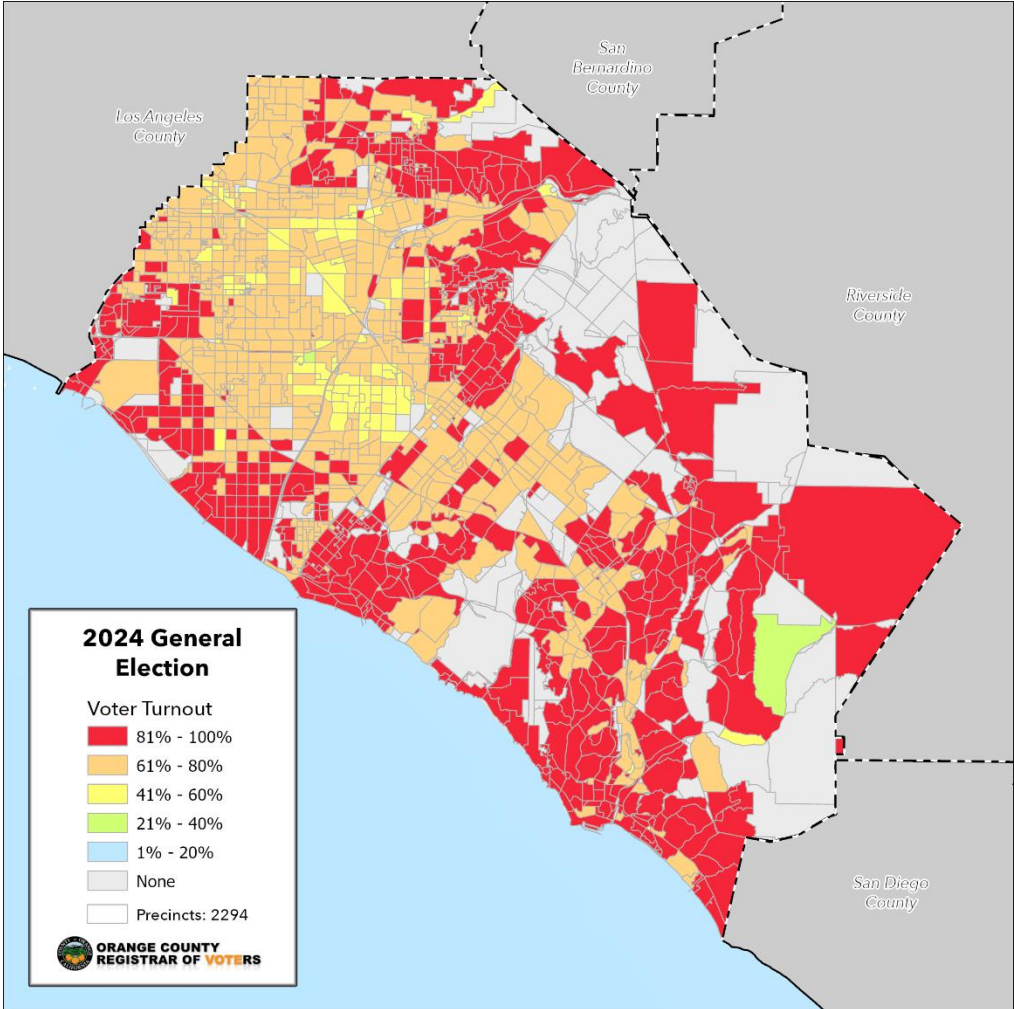 San
Bernardino
County
Los Angeles
County
Riverside
County
San Diego
County
2024 General
Election
Voter Turnout
81% - 100%
61% - 80%
41% - 60%
21% - 40%
1% - 20%
None
Precincts: 2294
ORANGE COUNTY
REGISTRAR OF VOTERS